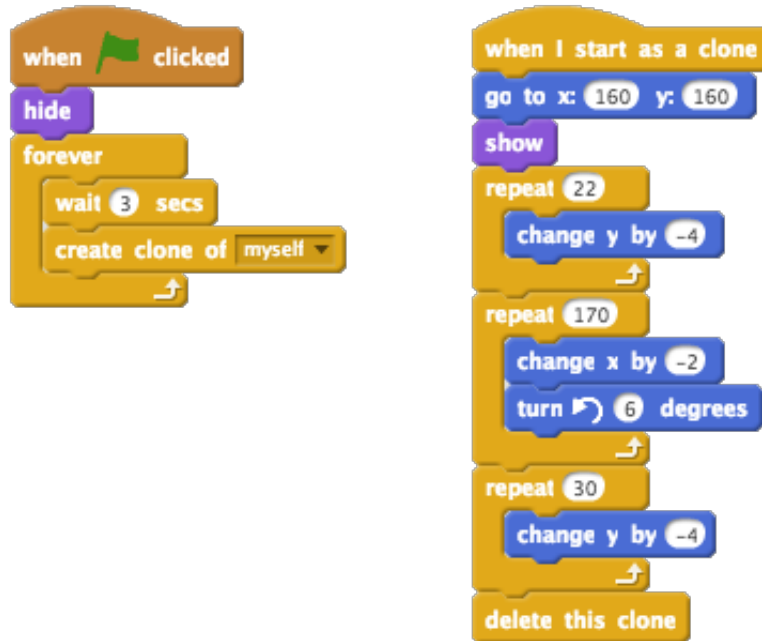 when clicked
hide
forever
wait 3 secs
create clone of myself
when I start as a clone
go to x: 160 y: 160
show
repeat 22
change y by -4
repeat 170
change x by -2
turn 6 degrees
repeat 30
change y by -4
delete this clone